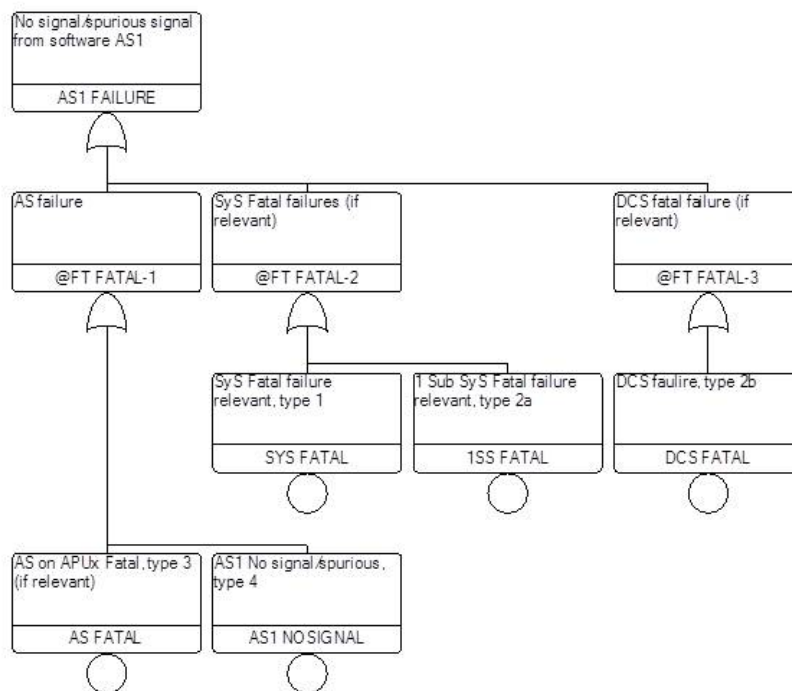 No signal/spurious signal
from software AS1
AS1 FAILURE
AS failure
@FT FATAL-1
SyS Fatal failures (if
relevant)
@FT FATAL-2
DCS fatal failure (if
relevant)
@FT FATAL-3
SyS Fatal failure
relevant, type 1
SYS FATAL
1 Sub SyS Fatal failure
relevant, type 2a
1SS FATAL
DCS faulire, type 2b
DCS FATAL
AS on APUx Fatal, type 3
(if relevant)
AS FATAL
AS1 No signal/spurious,
type 4
AS1 NOSIGNAL